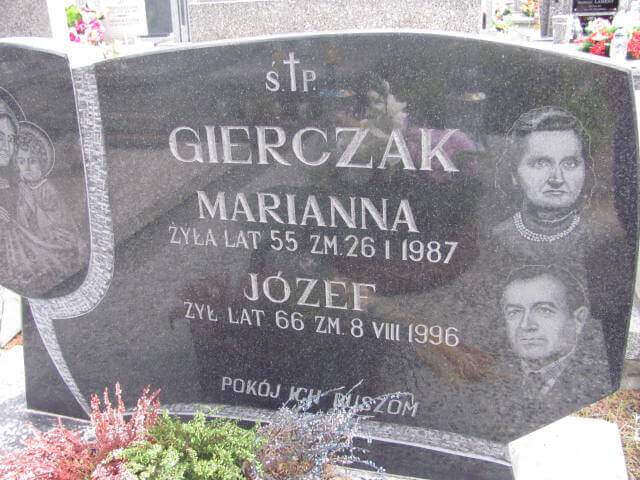 Ś.P.
GIERCZAK
MARIANNA
ŻYŁA LAT 55 ZM. 26 I 1987
JÓZEF
ŻYŁ LAT 66 ZM. 8 VIII 1996
POKÓJ ICH DUSZOM